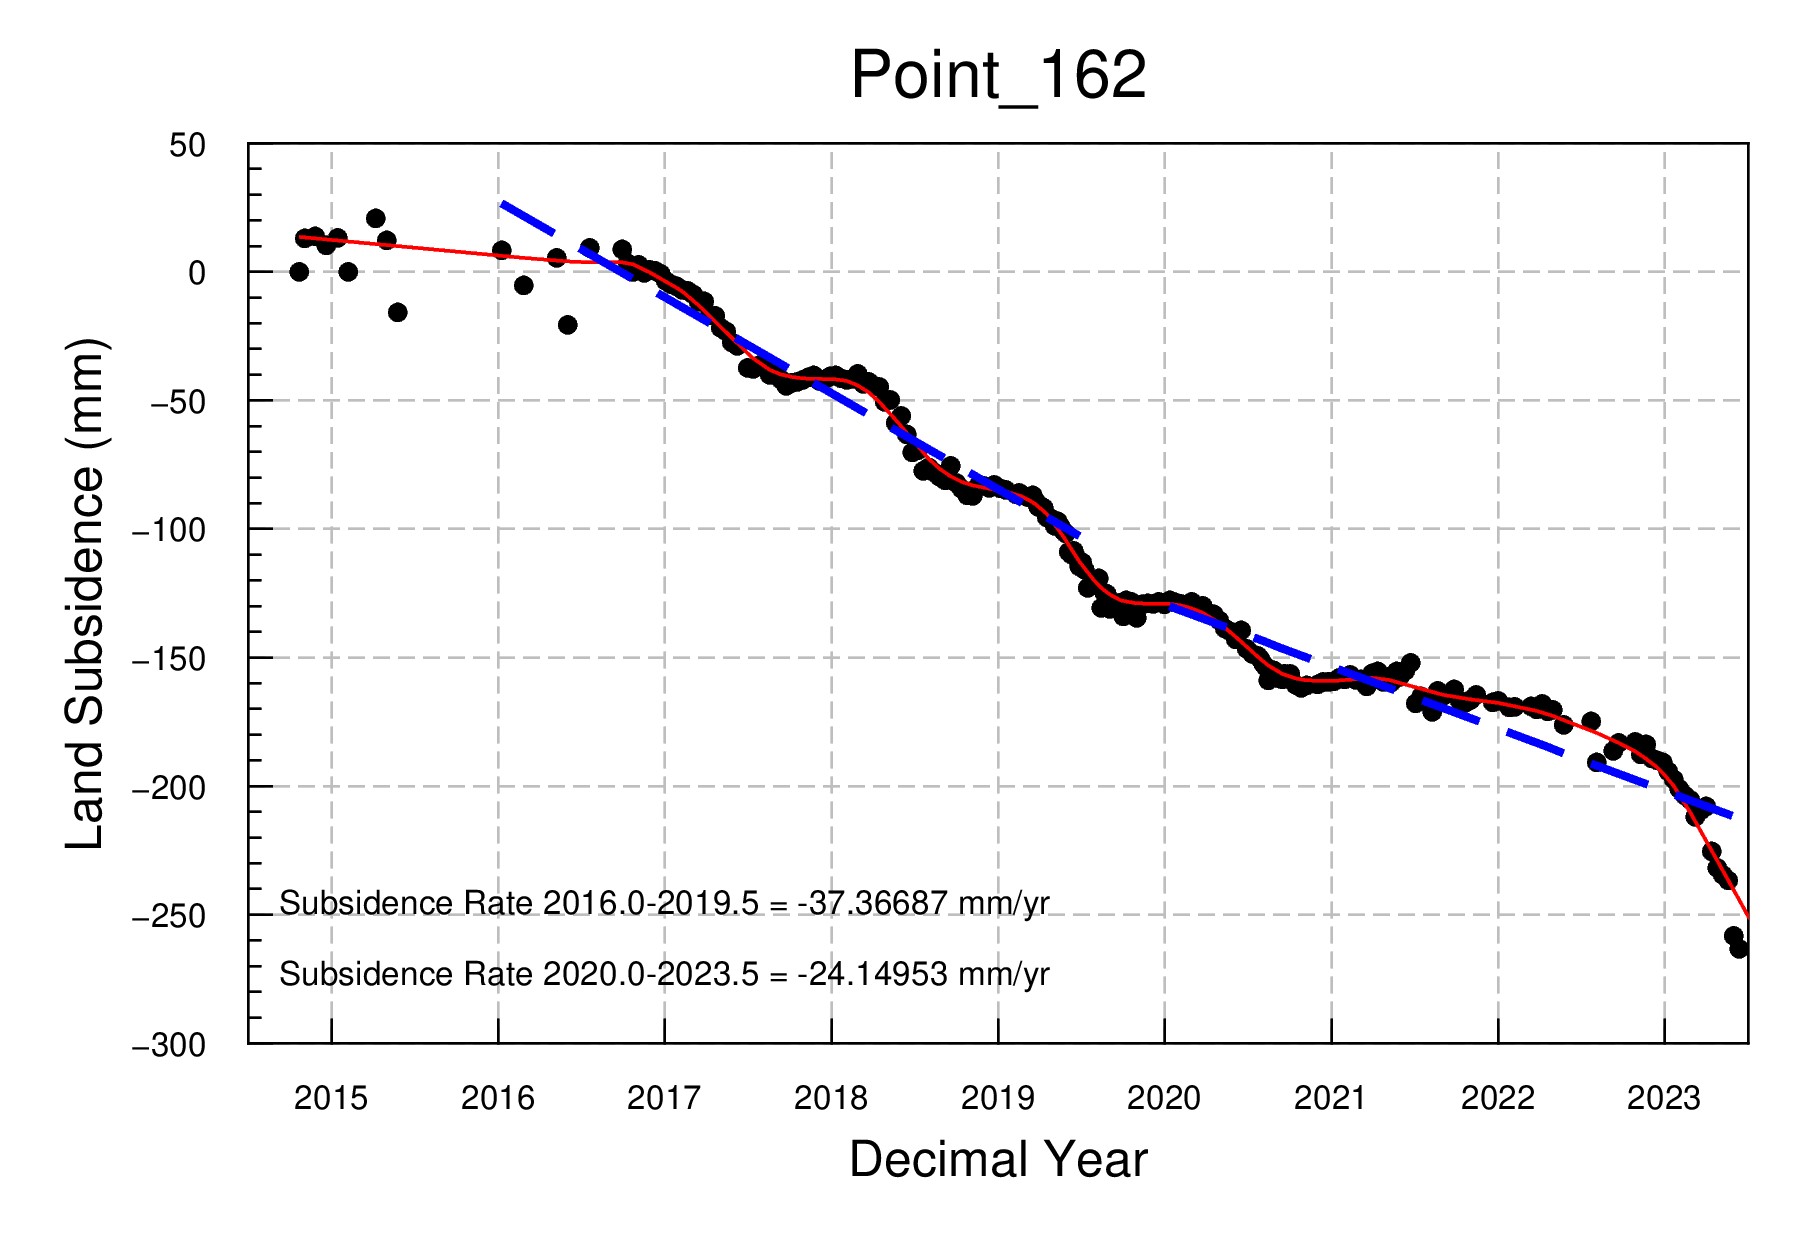 Point_162
50
0
−50
−100
−150
−200
−250
−300
Land Subsidence (mm)
Subsidence Rate 2016.0-2019.5 = -37.36687 mm/yr
Subsidence Rate 2020.0-2023.5 = -24.14953 mm/yr
2015 2016 2017 2018 2019 2020 2021 2022 2023
Decimal Year